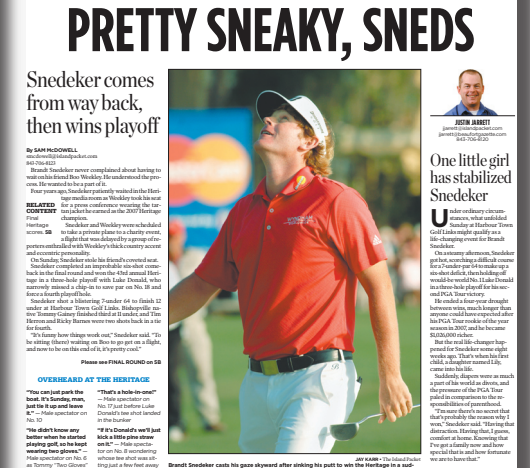 PRETTY SNEAKY, SNEDS
Snedeker comes
from way back,
then wins playoff
By SAM McDOWELL
smcdowell@islandpacket.com
843-706-8123
Brandt Snedeker never complained about having to
wait on his friend Boo Weekley. He understood the pro-
cess. He wanted to be a part of it.
Four years ago, Snedeker patiently waited in the Heri-
tage media room as Weekley took his seat
for a press conference wearing the tar-
tan jacket he earned as the 2007 Heritage
champion.
RELATED
CONTENT
Final
Heritage
scores. 5B
Snedeker and Weekley were scheduled
to take a private plane to a charity event,
a flight that was delayed by a group of re-
porters enthralled with Weekley's thick country accent
and eccentric personality.
On Sunday, Snedeker stole his friend's coveted seat.
Snedeker completed an improbable six-shot come-
back in the final round and won the 43rd annual Heri-
tage in a three-hole playoff with Luke Donald, who
narrowly missed a chip-in to save par on No. 18 and
force a fourth playoff hole.
Snedeker shot a blistering 7-under 64 to finish 12
under at Harbour Town Golf Links. Bishopville na-
tive Tommy Gainey finished third at 11 under, and Tim
Herron and Ricky Barnes were two shots back in a tie
for fourth.
"It's funny how things work out," Snedeker said. "To
be sitting (there) waiting on Boo to go get on a flight,
and now to be on this end of it, it's pretty cool."
Please see FINAL ROUND on 5B
OVERHEARD AT THE HERITAGE
"You can just park the
boat. It's Sunday, man,
just tie it up and leave
it." — Male spectator on
No. 10
"He didn't know any
better when he started
playing golf, so he kept
wearing two gloves." —
Male spectator on No. 6
as Tommy "Two Gloves"
"That's a hole-in-one!"
— Male spectator on
No. 17 just before Luke
Donald's tee shot landed
in the bunker
"If it's Donald, we'll just
kick a little pine straw
on it." — Male specta-
tor on No. 8 wondering
whose tee shot was sit-
ting just a few feet away
JAY KARR • The Island Packet
Brandt Snedeker casts his gaze skyward after sinking his putt to win the Heritage in a sud-
JUSTIN JARRETT
jjarrett@islandpacket.com
jjarrett@beaufortgazette.com
843-706-8120
One little girl
has stabilized
Snedeker
Under ordinary circum-
stances, what unfolded
Sunday at Harbour Town
Golf Links might qualify as a
life-changing event for Brandt
Snedeker.
On a steamy afternoon, Snedeker
got hot, scorching a difficult course
for a 7-under-par 64 to make up a
six-shot deficit, then holding off
would-be world No. 1 Luke Donald
in a three-hole playoff for his sec-
ond PGA Tour victory.
He ended a four-year drought
between wins, much longer than
anyone could have expected after
his PGA Tour rookie of the year
season in 2007, and he became
$1,026,000 richer.
But the real life-changer hap-
pened for Snedeker some eight
weeks ago. That's when his first
child, a daughter named Lily,
came into his life.
Suddenly, diapers were as much
a part of his world as divots, and
the pressure of the PGA Tour
paled in comparison to the re-
sponsibilities of parenthood.
"I'm sure there's no secret that
that's probably the reason why I
won," Snedeker said. "Having that
distraction. Having that, I guess,
comfort at home. Knowing that
I've got a family now and how
special that is and how fortunate
we are to have that."